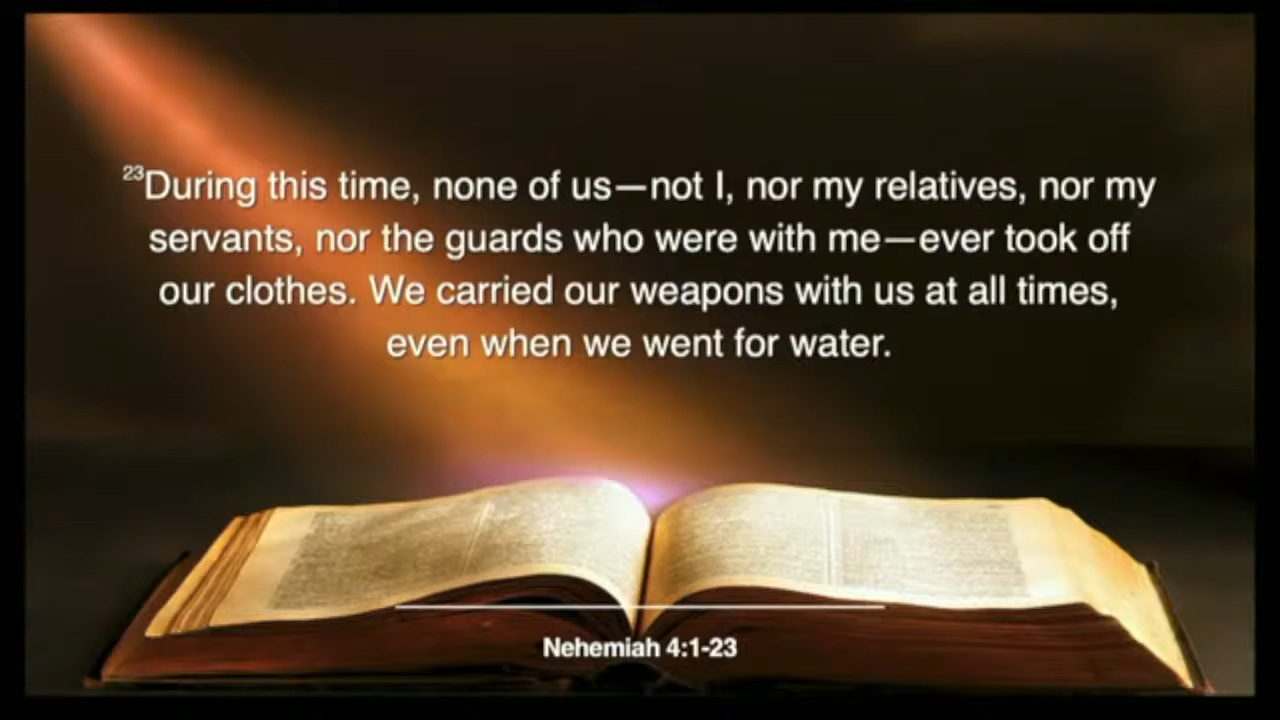 23During this time, none of us—not I, nor my relatives, nor my
servants, nor the guards who were with me—ever took off
our clothes. We carried our weapons with us at all times,
even when we went for water.
Nehemiah 4:1-23